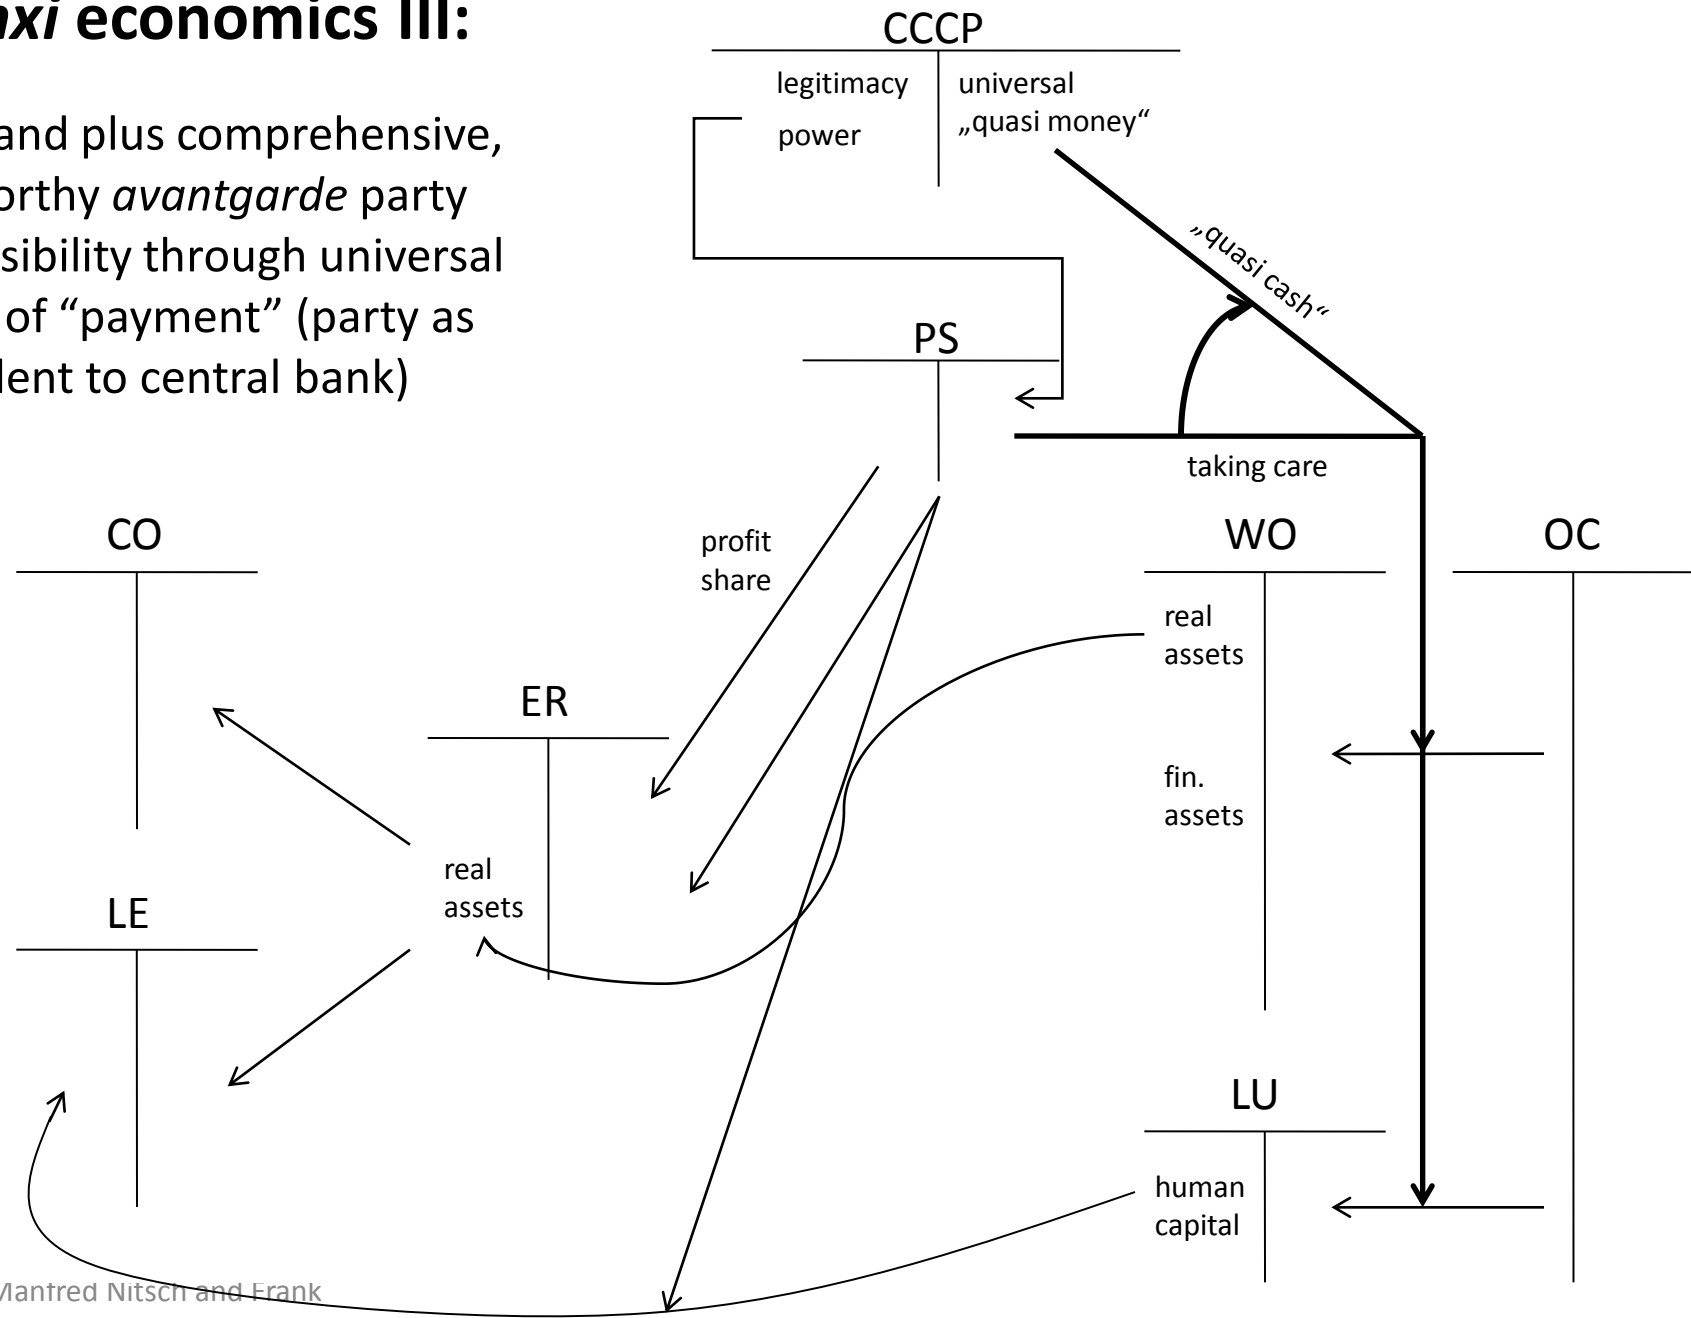 nxi economics III:
and plus comprehensive,
orthy avantgarde party
sibility through universal
of “payment” (party as
lent to central bank)
CCCP
legitimacy
power
universal
„quasi money“
„quasi cash“
PS
taking care
profit
share
CO
WO
OC
real
assets
ER
fin.
assets
real
assets
LE
LU
human
capital
Manfred Nitsch and Frank